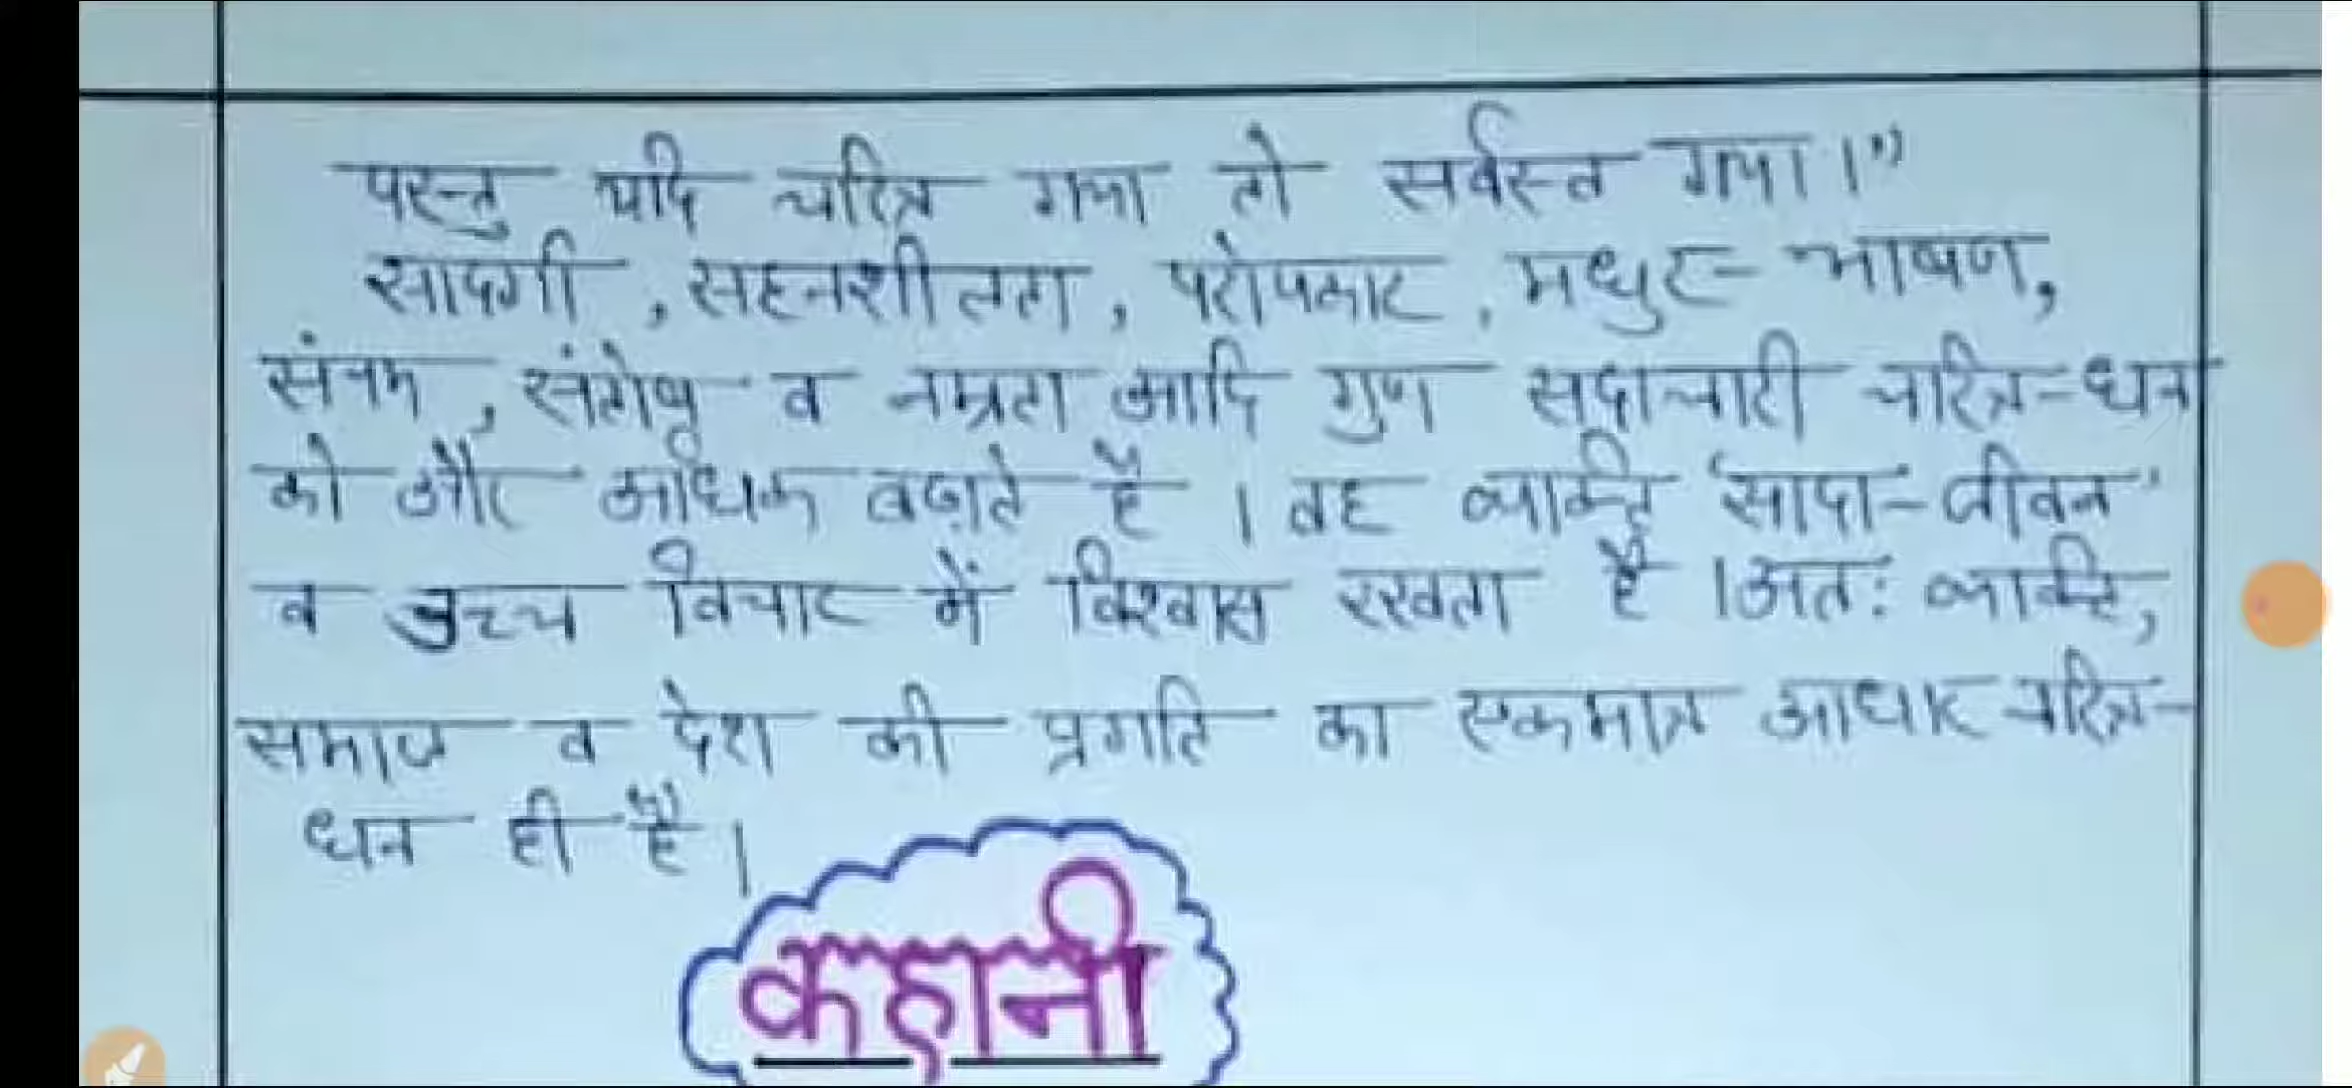 परन्तु यदि चरित्र गया तो सर्वस्त गया।”
सादगी, सहनशीलता, परोपकार, मधुर-भाषण,
संयम, संतोष व नम्रता आदि गुण सदाचारी चरित्र-धन
को और अधिक बढ़ाते है। वह व्यक्ति 'सादा-जीवन'
व उच्च विचार में विश्वास रखता है।अतः व्यक्ति,
समाज व देश की प्रगति का एकमात्र आधार चरित्र-
धन ही है।
कहानी